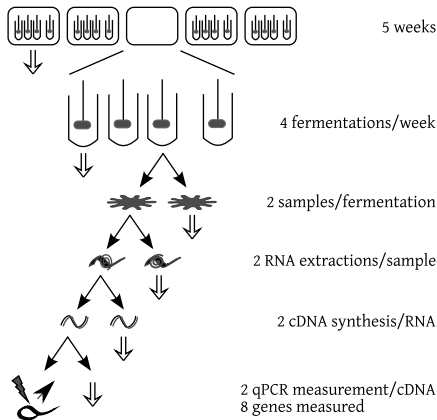 5 weeks
4 fermentations/week
2 samples/fermentation
2 RNA extractions/sample
2 cDNA synthesis/RNA
2 qPCR measurement/cDNA
8 genes measured